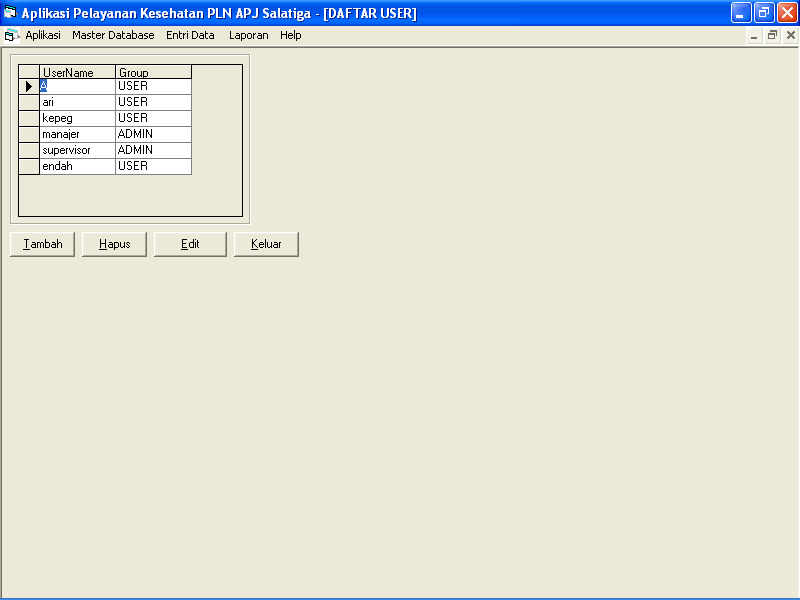 Aplikasi Pelayanan Kesehatan PLN APJ Salatiga - [DAFTAR USER]
Aplikasi Master Database Entri Data Laporan Help
UserName Group
A USER
ari USER
kepeg USER
manajer ADMIN
supervisor ADMIN
endah USER
Tambah Hapus Edit Keluar